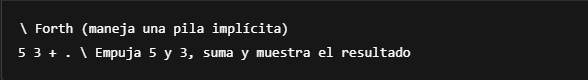 \ Forth (maneja una pila implícita)
5 3 + . \ Empuja 5 y 3, suma y muestra el resultado